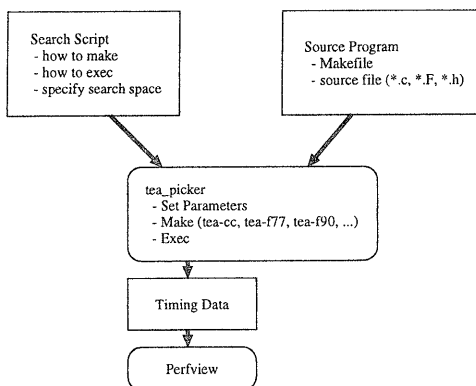 Search Script
- how to make
- how to exec
- specify search space
Source Program
- Makefile
- source file (*.c, *.F, *.h)
tea_picker
- Set Parameters
- Make (tea-cc, tea-f77, tea-f90, ...)
- Exec
Timing Data
Perfview